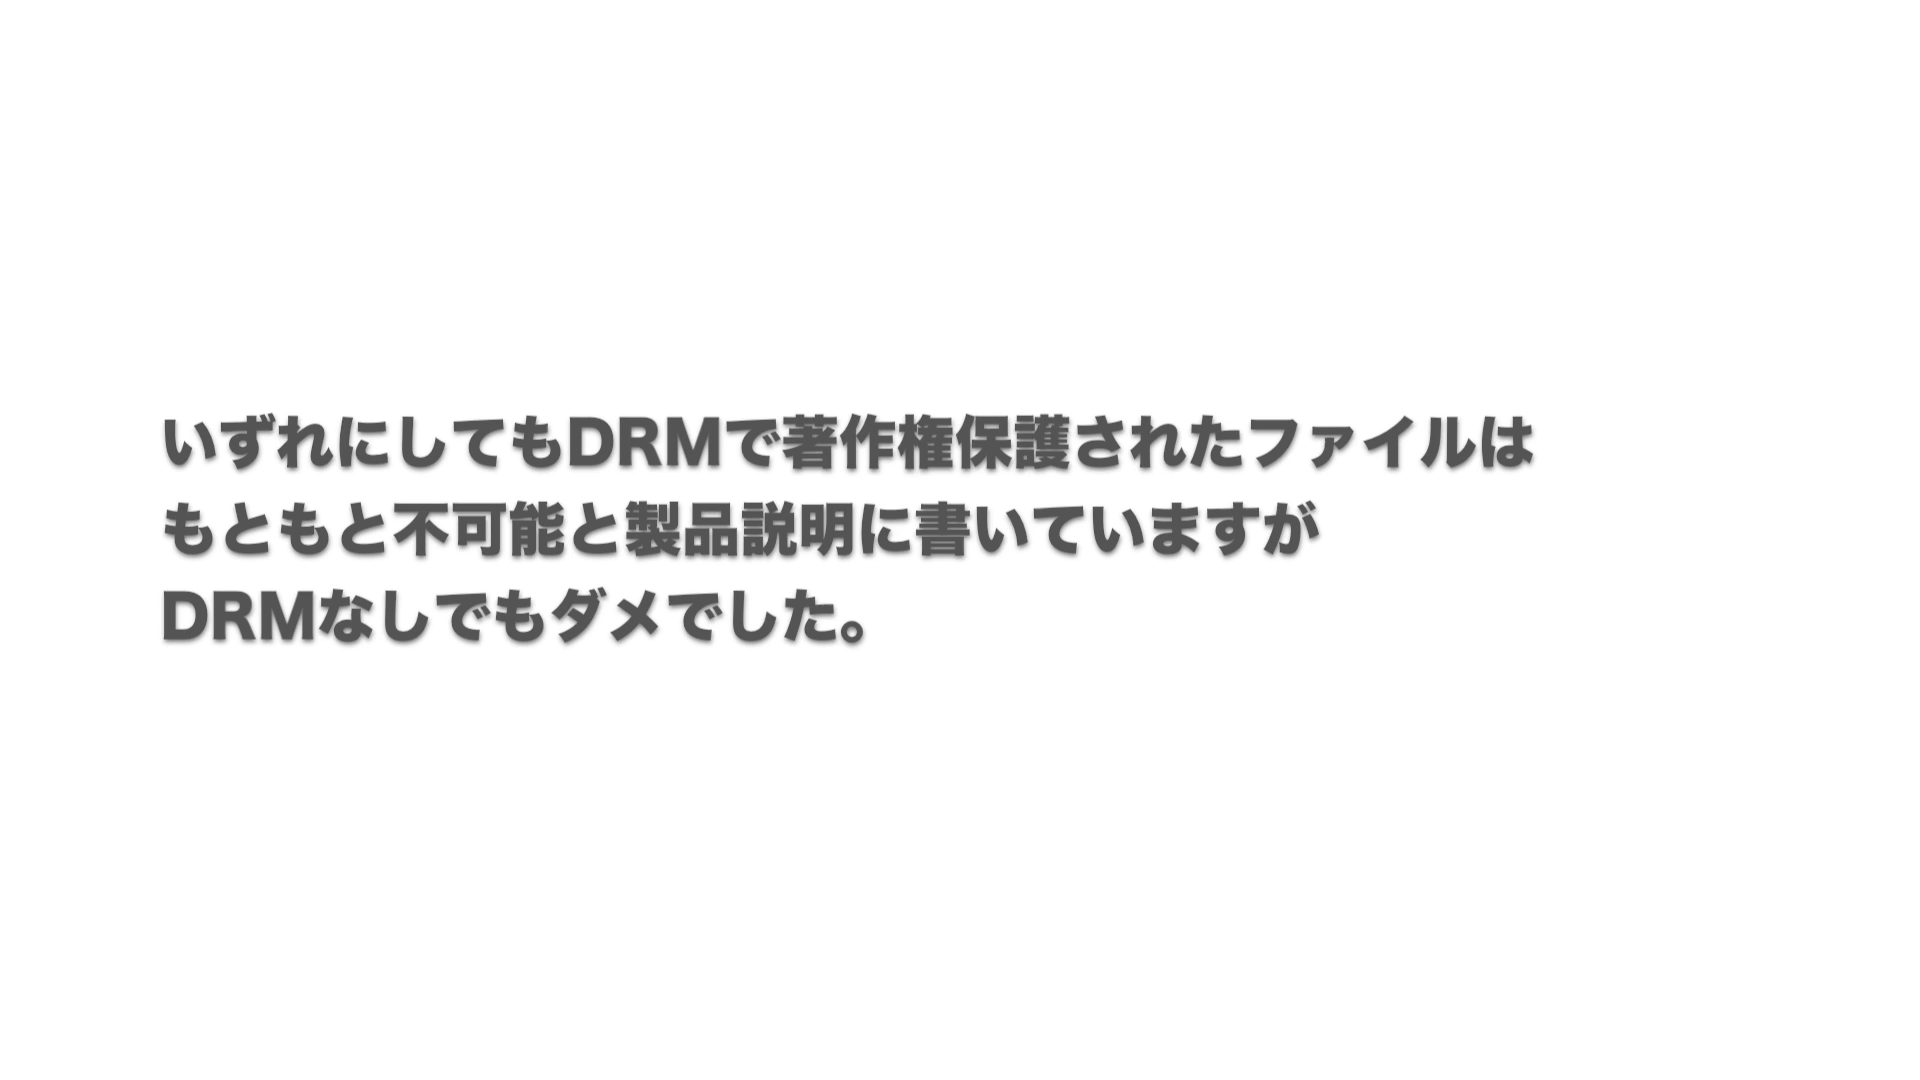 いずれにしてもDRMで著作権保護されたファイルは
もともと不可能と製品説明に書いていますが
DRMなしでもダメでした。